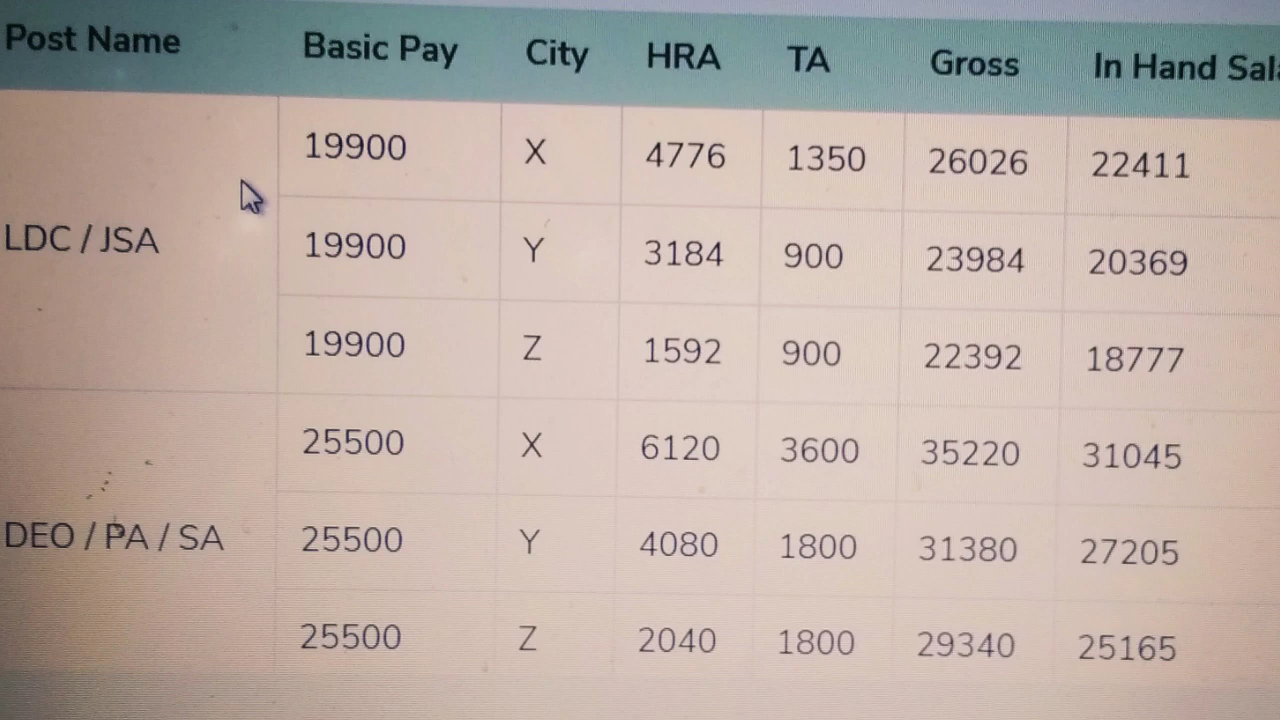 Post Name Basic Pay City HRA TA Gross In Hand
19900 X 4776 1350 26026 22411
LDC / JSA 19900 Y 3184 900 23984 20369
19900 Z 1592 900 22392 18777
25500 X 6120 3600 35220 31045
DEO / PA / SA 25500 Y 4080 1800 31380 27205
25500 Z 2040 1800 29340 25165